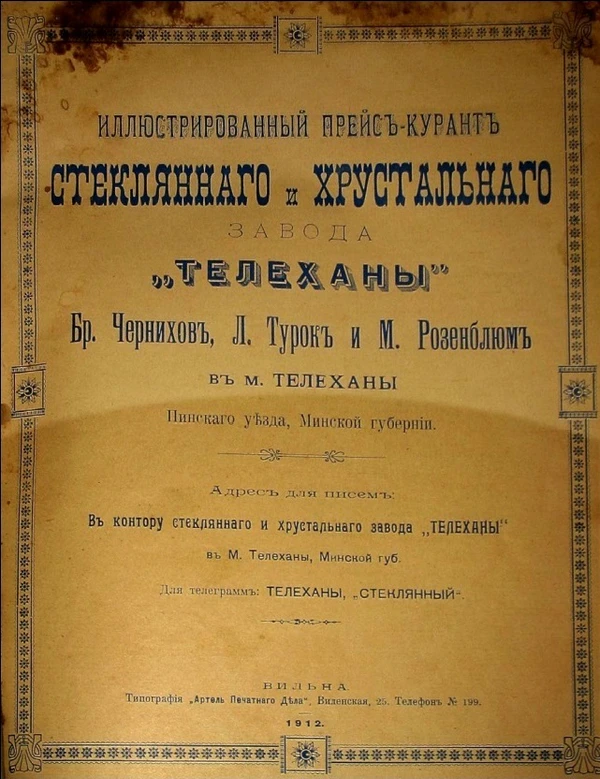 ИЛЛЮСТРИРОВАННЫЙ ПРЕЙСЪ-КУРАНТЪ
СТЕКЛЯННАГО и ХРУСТАЛЬНАГО
ЗАВОДА
„ТЕЛЕХАНЫ"
Бр. Черниховъ, Л. Турокъ и М. Розенблюмъ
въ м. ТЕЛЕХАНЫ
Пинскаго уѣзда, Минской губерніи.
Адресъ для писемъ:
Въ контору стекляннаго и хрустальнаго завода „ТЕЛЕХАНЫ"
въ М. Телеханы, Минской губ.
Для телеграммъ: ТЕЛЕХАНЫ, „СТЕКЛЯННЫЙ".
ВИЛЬНА.
Типографія „Артель Печатнаго Дѣла", Виленская, 25. Телефонъ № 199.
1912.